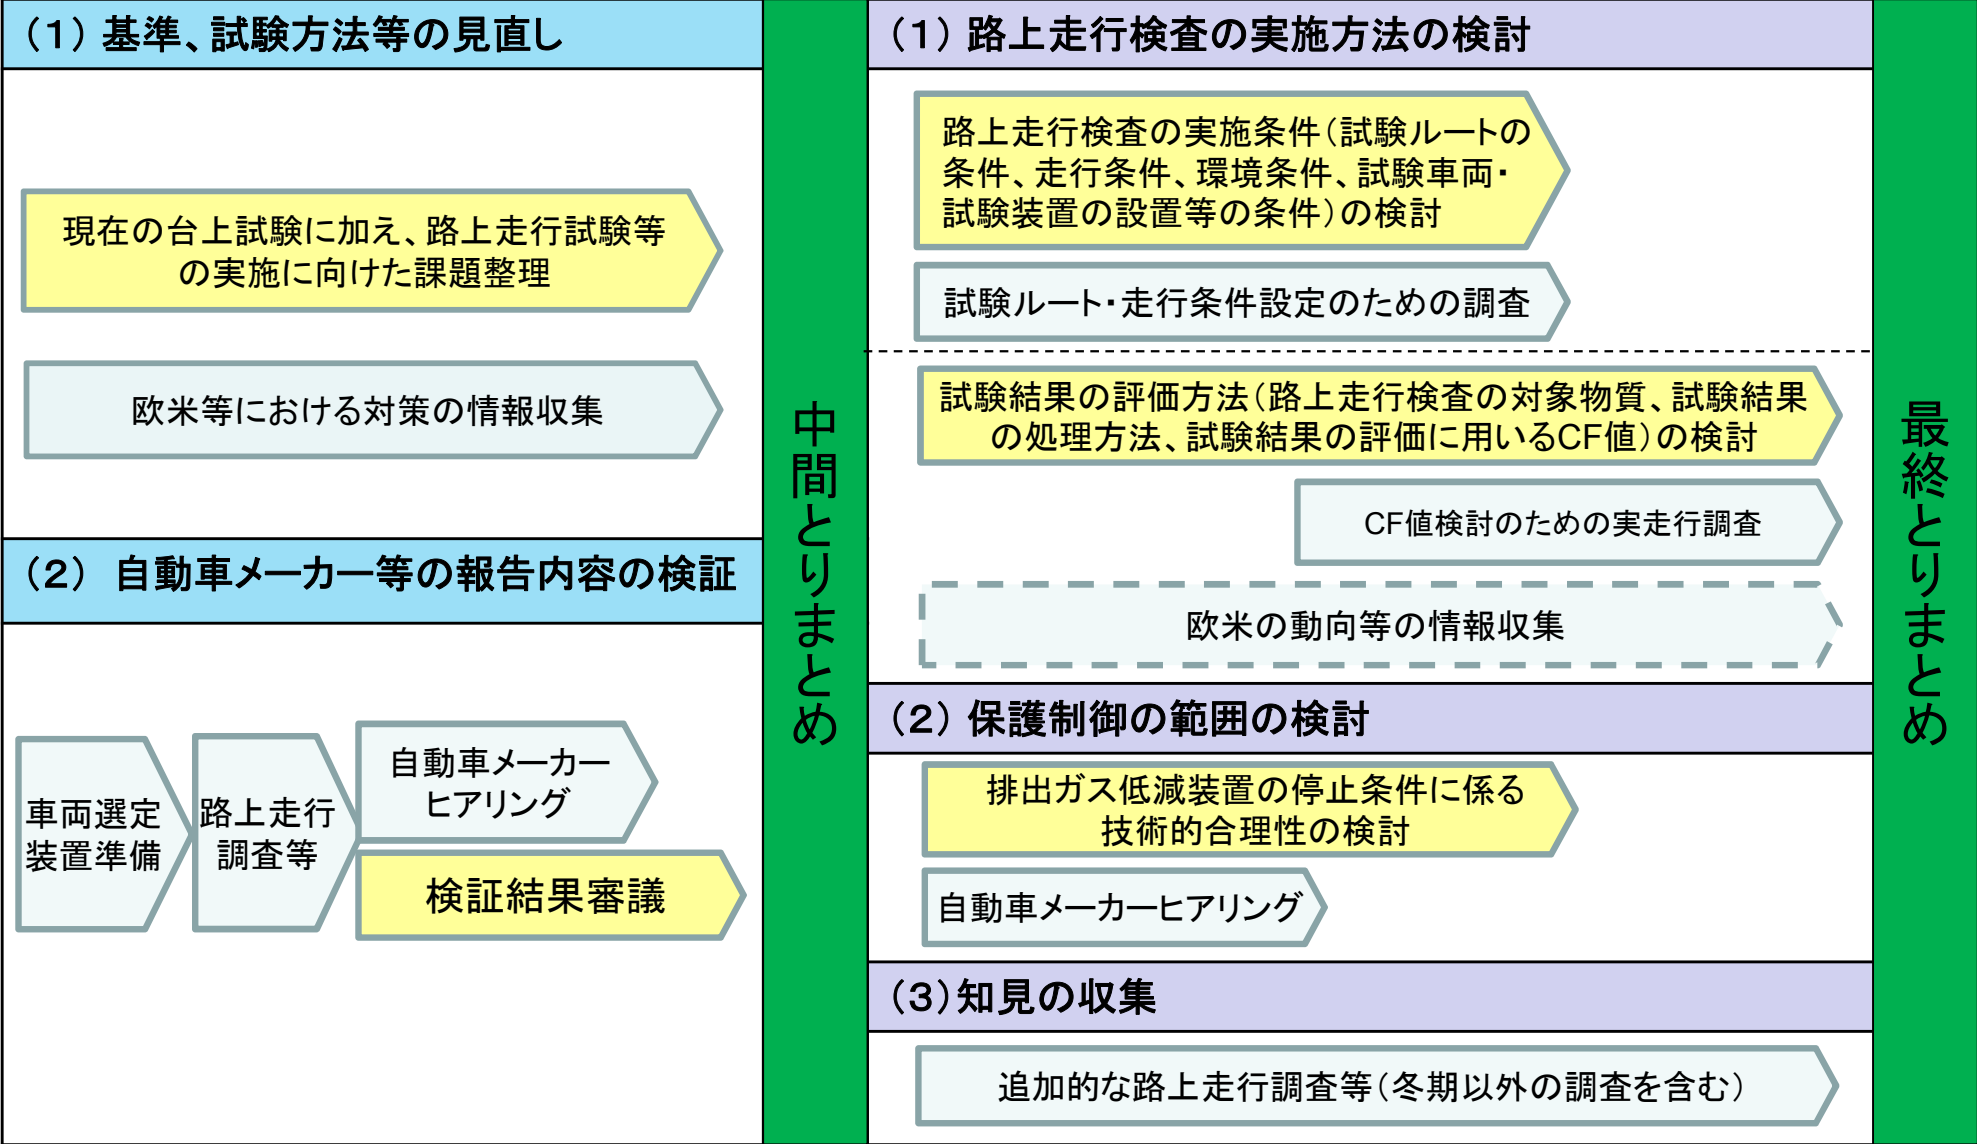 （1）基準、試験方法等の見直し
現在の台上試験に加え、路上走行試験等
の実施に向けた課題整理
欧米等における対策の情報収集
（2） 自動車メーカー等の報告内容の検証
車両選定
装置準備
路上走行
調査等
自動車メーカー
ヒアリング
検証結果審議
中間とりまとめ
（1）路上走行検査の実施方法の検討
路上走行検査の実施条件（試験ルートの
条件、走行条件、環境条件、試験車両・
試験装置の設置等の条件）の検討
試験ルート・走行条件設定のための調査
試験結果の評価方法（路上走行検査の対象物質、試験結果
の処理方法、試験結果の評価に用いるCF値）の検討
CF値検討のための実走行調査
欧米の動向等の情報収集
（2）保護制御の範囲の検討
排出ガス低減装置の停止条件に係る
技術的合理性の検討
自動車メーカーヒアリング
（3）知見の収集
追加的な路上走行調査等（冬期以外の調査を含む）
最終とりまとめ